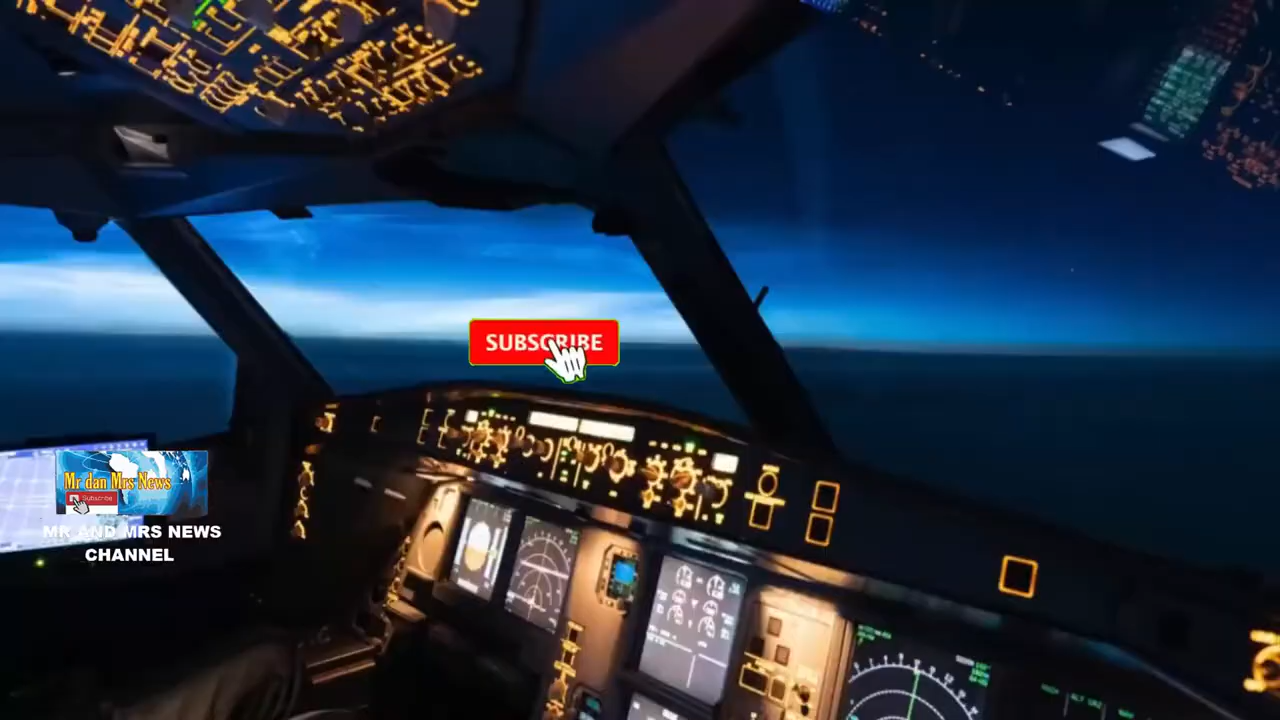 SUBSCRIBE
Mr dan Mrs News
Subscribe
MR AND MRS NEWS
CHANNEL